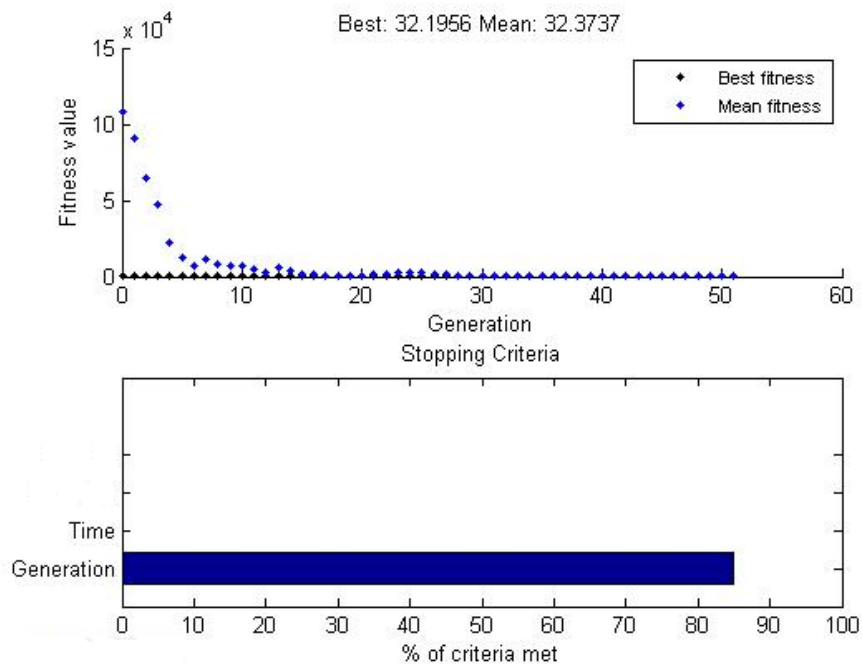 Best: 32.1956 Mean: 32.3737
x 10^4
15
10
5
0
Fitness value
Best fitness
Mean fitness
0 10 20 30 40 50 60
Generation
Stopping Criteria
Time
Generation
0 10 20 30 40 50 60 70 80 90 100
% of criteria met